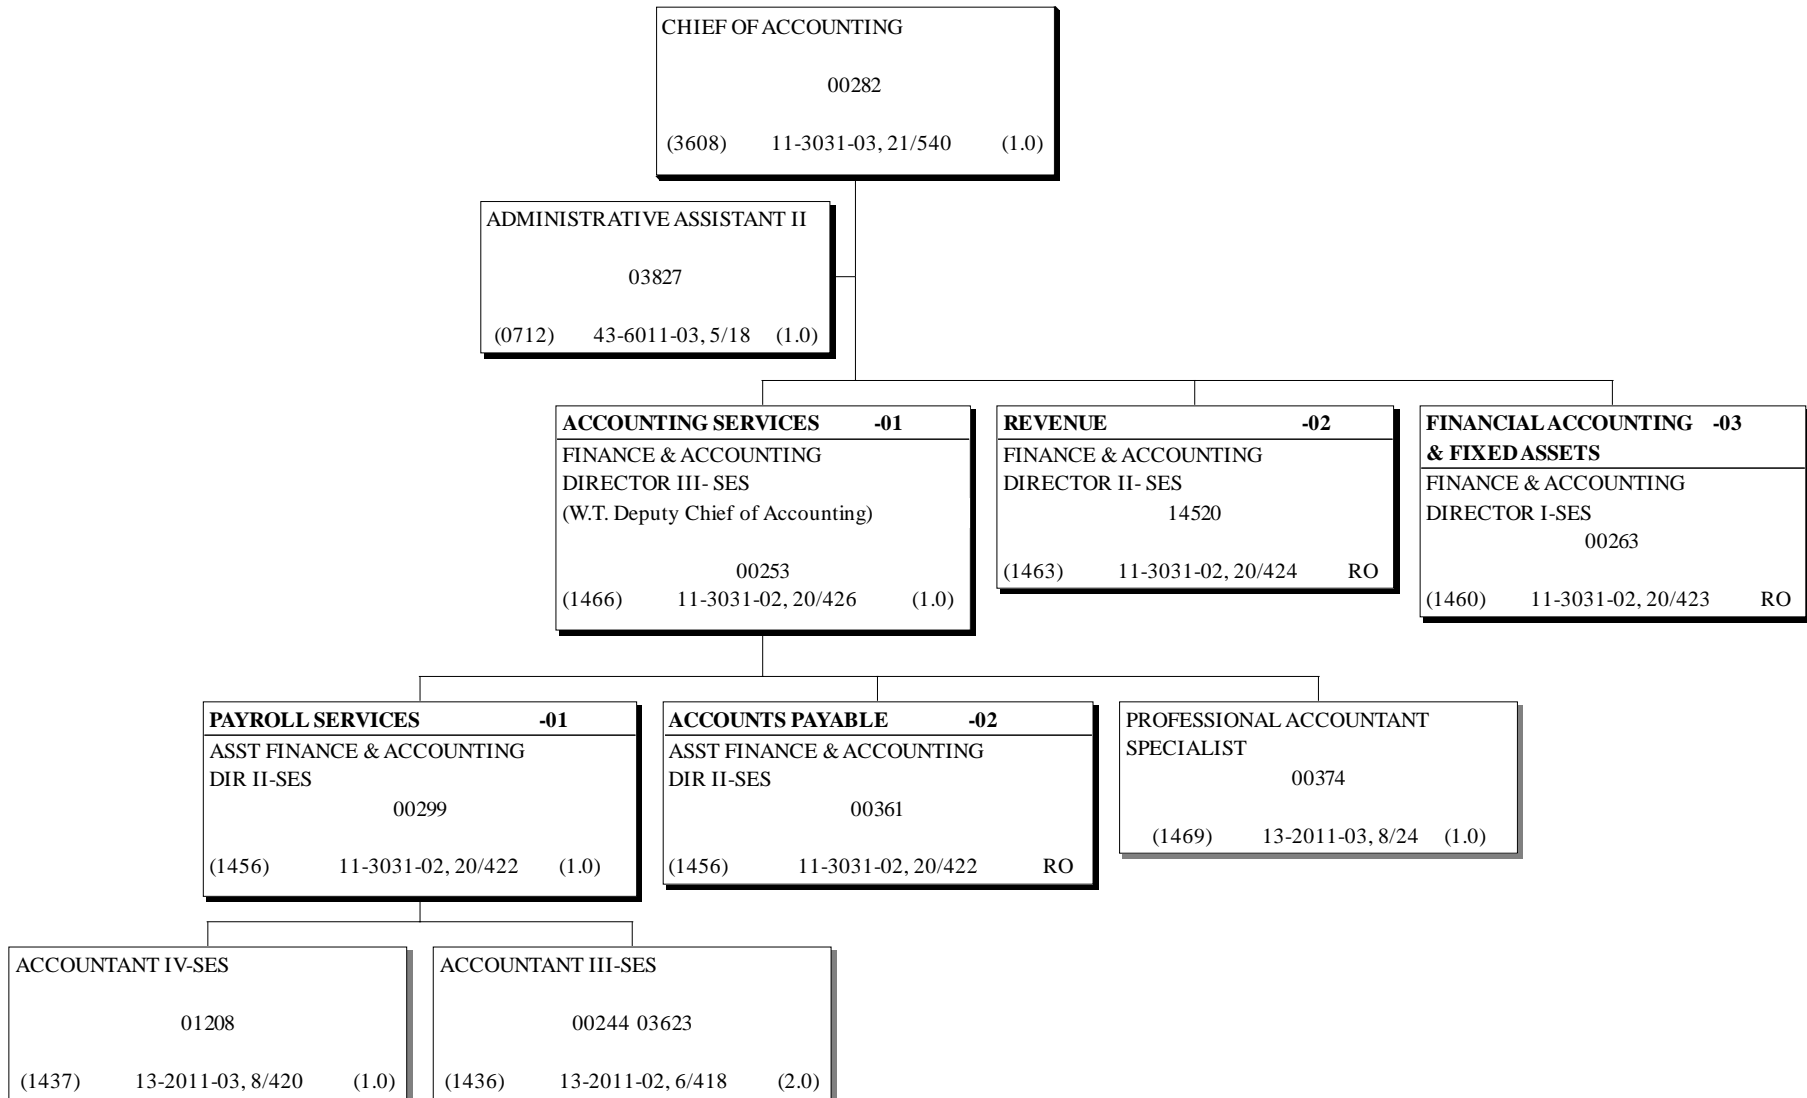 CHIEF OF ACCOUNTING
00282
(3608) 11-3031-03, 21/540 (1.0)
ADMINISTRATIVE ASSISTANT II
03827
(0712) 43-6011-03, 5/18 (1.0)
ACCOUNTING SERVICES -01
FINANCE & ACCOUNTING
DIRECTOR III- SES
(W.T. Deputy Chief of Accounting)
00253
(1466) 11-3031-02, 20/426 (1.0)
REVENUE -02
FINANCE & ACCOUNTING
DIRECTOR II- SES
14520
(1463) 11-3031-02, 20/424 RO
FINANCIAL ACCOUNTING -03
& FIXED ASSETS
FINANCE & ACCOUNTING
DIRECTOR I-SES
00263
(1460) 11-3031-02, 20/423 RO
PAYROLL SERVICES -01
ASST FINANCE & ACCOUNTING
DIR II-SES
00299
(1456) 11-3031-02, 20/422 (1.0)
ACCOUNTS PAYABLE -02
ASST FINANCE & ACCOUNTING
DIR II-SES
00361
(1456) 11-3031-02, 20/422 RO
PROFESSIONAL ACCOUNTANT
SPECIALIST
00374
(1469) 13-2011-03, 8/24 (1.0)
ACCOUNTANT IV-SES
01208
(1437) 13-2011-03, 8/420 (1.0)
ACCOUNTANT III-SES
00244 03623
(1436) 13-2011-02, 6/418 (2.0)